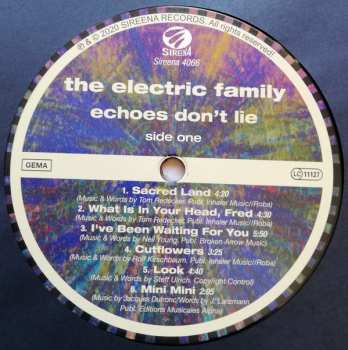 ℗ & © 2020 SIREENA RECORDS. All rights reserved!
SIREENA
Sireena 4066
the electric family
echoes don't lie
side one
GEMA
LC 11127
1. Sacred Land 4:20
(Music & Words by Tom Redecker. Publ. Inhaler Music//Roba)
2. What Is In Your Head, Fred 4:30
(Music & Words by Tom Redecker. Publ. Inhaler Music//Roba)
3. I've Been Waiting For You 5:50
(Music & Words by Neil Young, Publ. Broken Arrow Music)
4. Cutflowers 3:25
(Music & Words by Rolf Kirschbaum, Publ. Inhaler Music//Roba)
5. Look 4:40
(Music & Words by Steff Ulrich, Copyright Control)
6. Mini Mini 2:05
(Music by Jacques Dutronc/Words by J. Lanzmann
Publ. Editions Musicales Alpha)